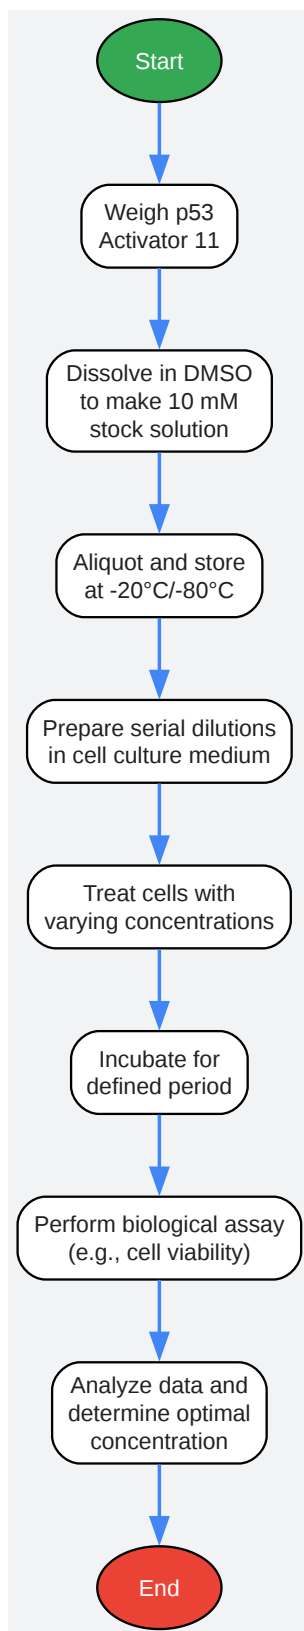 Start
Weigh p53
Activator 11
Dissolve in DMSO
to make 10 mM
stock solution
Aliquot and store
at -20°C/-80°C
Prepare serial dilutions
in cell culture medium
Treat cells with
varying concentrations
Incubate for
defined period
Perform biological assay
(e.g., cell viability)
Analyze data and
determine optimal
concentration
End